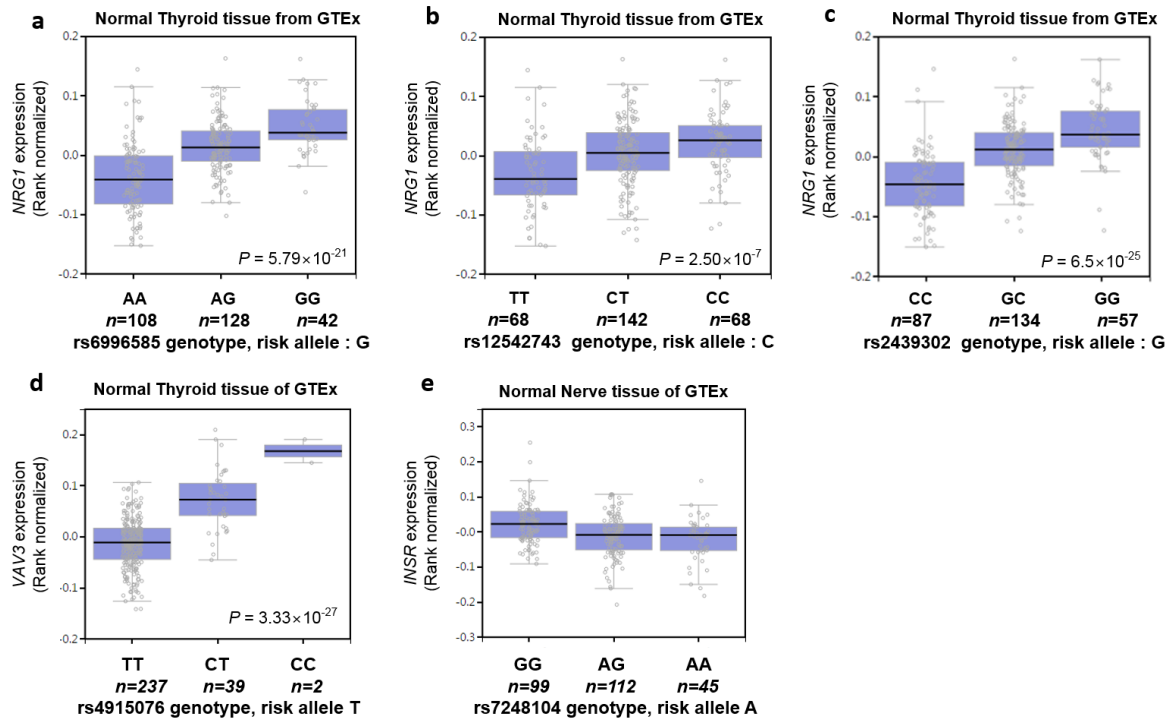 a
Normal Thyroid tissue from GTEx
NRG1 expression
(Rank normalized)
0.2
0.1
0.0
-0.1
-0.2
P = 5.79×10-21
AA AG GG
n=108 n=128 n=42
rs6996585 genotype, risk allele : G
b
Normal Thyroid tissue from GTEx
NRG1 expression
(Rank normalized)
0.2
0.1
0.0
-0.1
-0.2
P = 2.50×10-7
TT CT CC
n=68 n=142 n=68
rs12542743 genotype, risk allele : C
c
Normal Thyroid tissue from GTEx
NRG1 expression
(Rank normalized)
0.2
0.1
0.0
-0.1
-0.2
P = 6.5×10-25
CC GC GG
n=87 n=134 n=57
rs2439302 genotype, risk allele : G
d
Normal Thyroid tissue of GTEx
VAV3 expression
(Rank normalized)
0.2
0.1
0.0
-0.1
-0.2
P = 3.33×10-27
TT CT CC
n=237 n=39 n=2
rs4915076 genotype, risk allele T
e
Normal Nerve tissue of GTEx
INSR expression
(Rank normalized)
0.3
0.2
0.1
-0.0
-0.1
-0.2
-0.3
GG AG AA
n=99 n=112 n=45
rs7248104 genotype, risk allele A